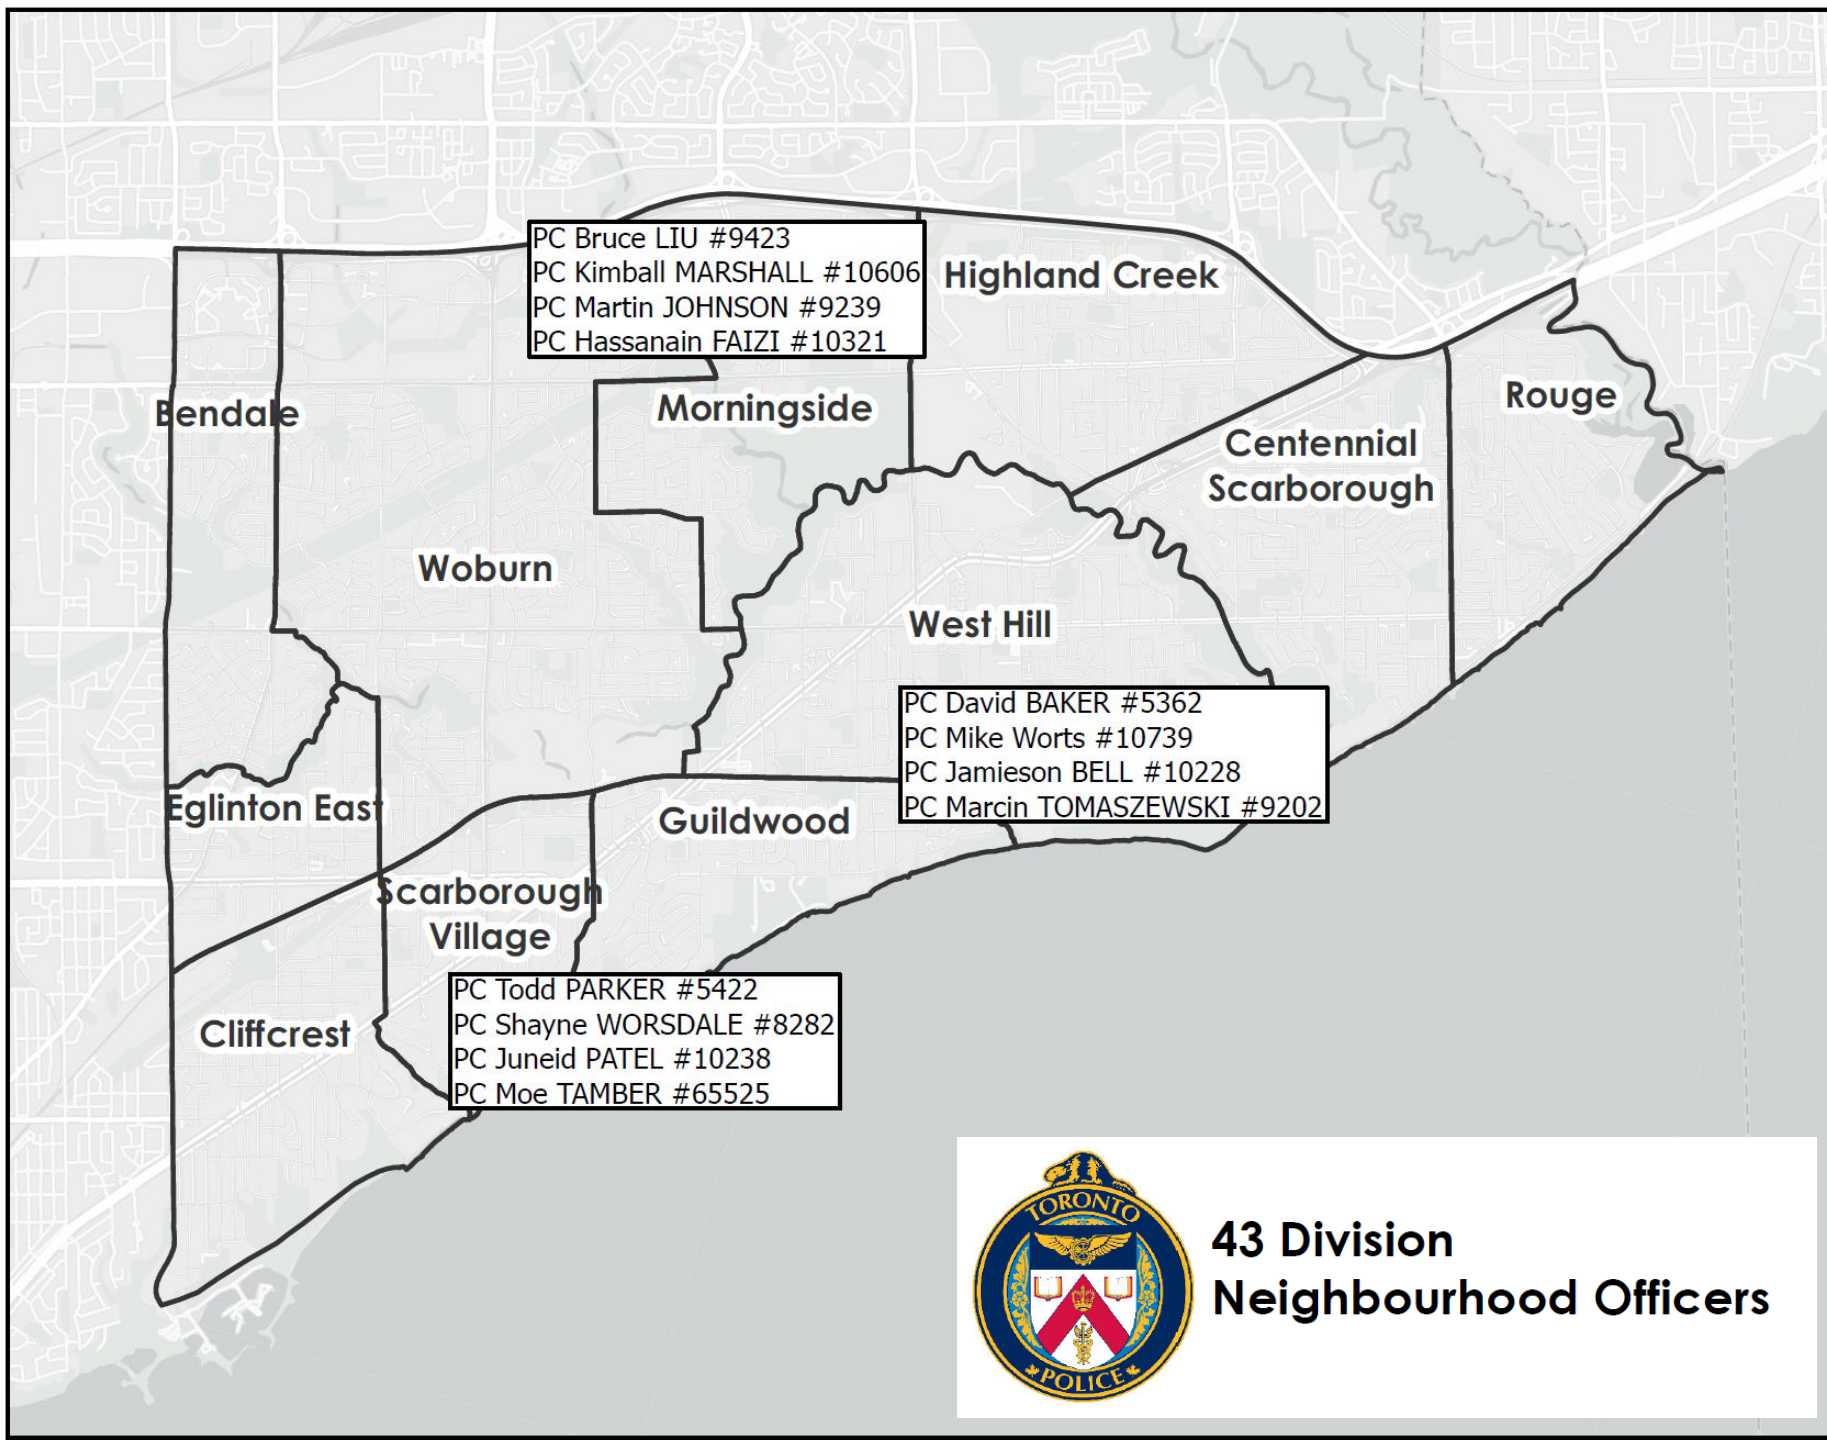 PC Bruce LIU #9423
PC Kimball MARSHALL #10606
PC Martin JOHNSON #9239
PC Hassanain FAIZI #10321
Highland Creek
Bendale
Morningside
Rouge
Centennial
Scarborough
Woburn
West Hill
PC David BAKER #5362
PC Mike Worts #10739
PC Jamieson BELL #10228
PC Marcin TOMASZEWSKI #9202
Eglinton East
Guildwood
Scarborough
Village
PC Todd PARKER #5422
PC Shayne WORSDALE #8282
PC Juneid PATEL #10238
PC Moe TAMBER #65525
Cliffcrest
TORONTO
POLICE
43 Division
Neighbourhood Officers